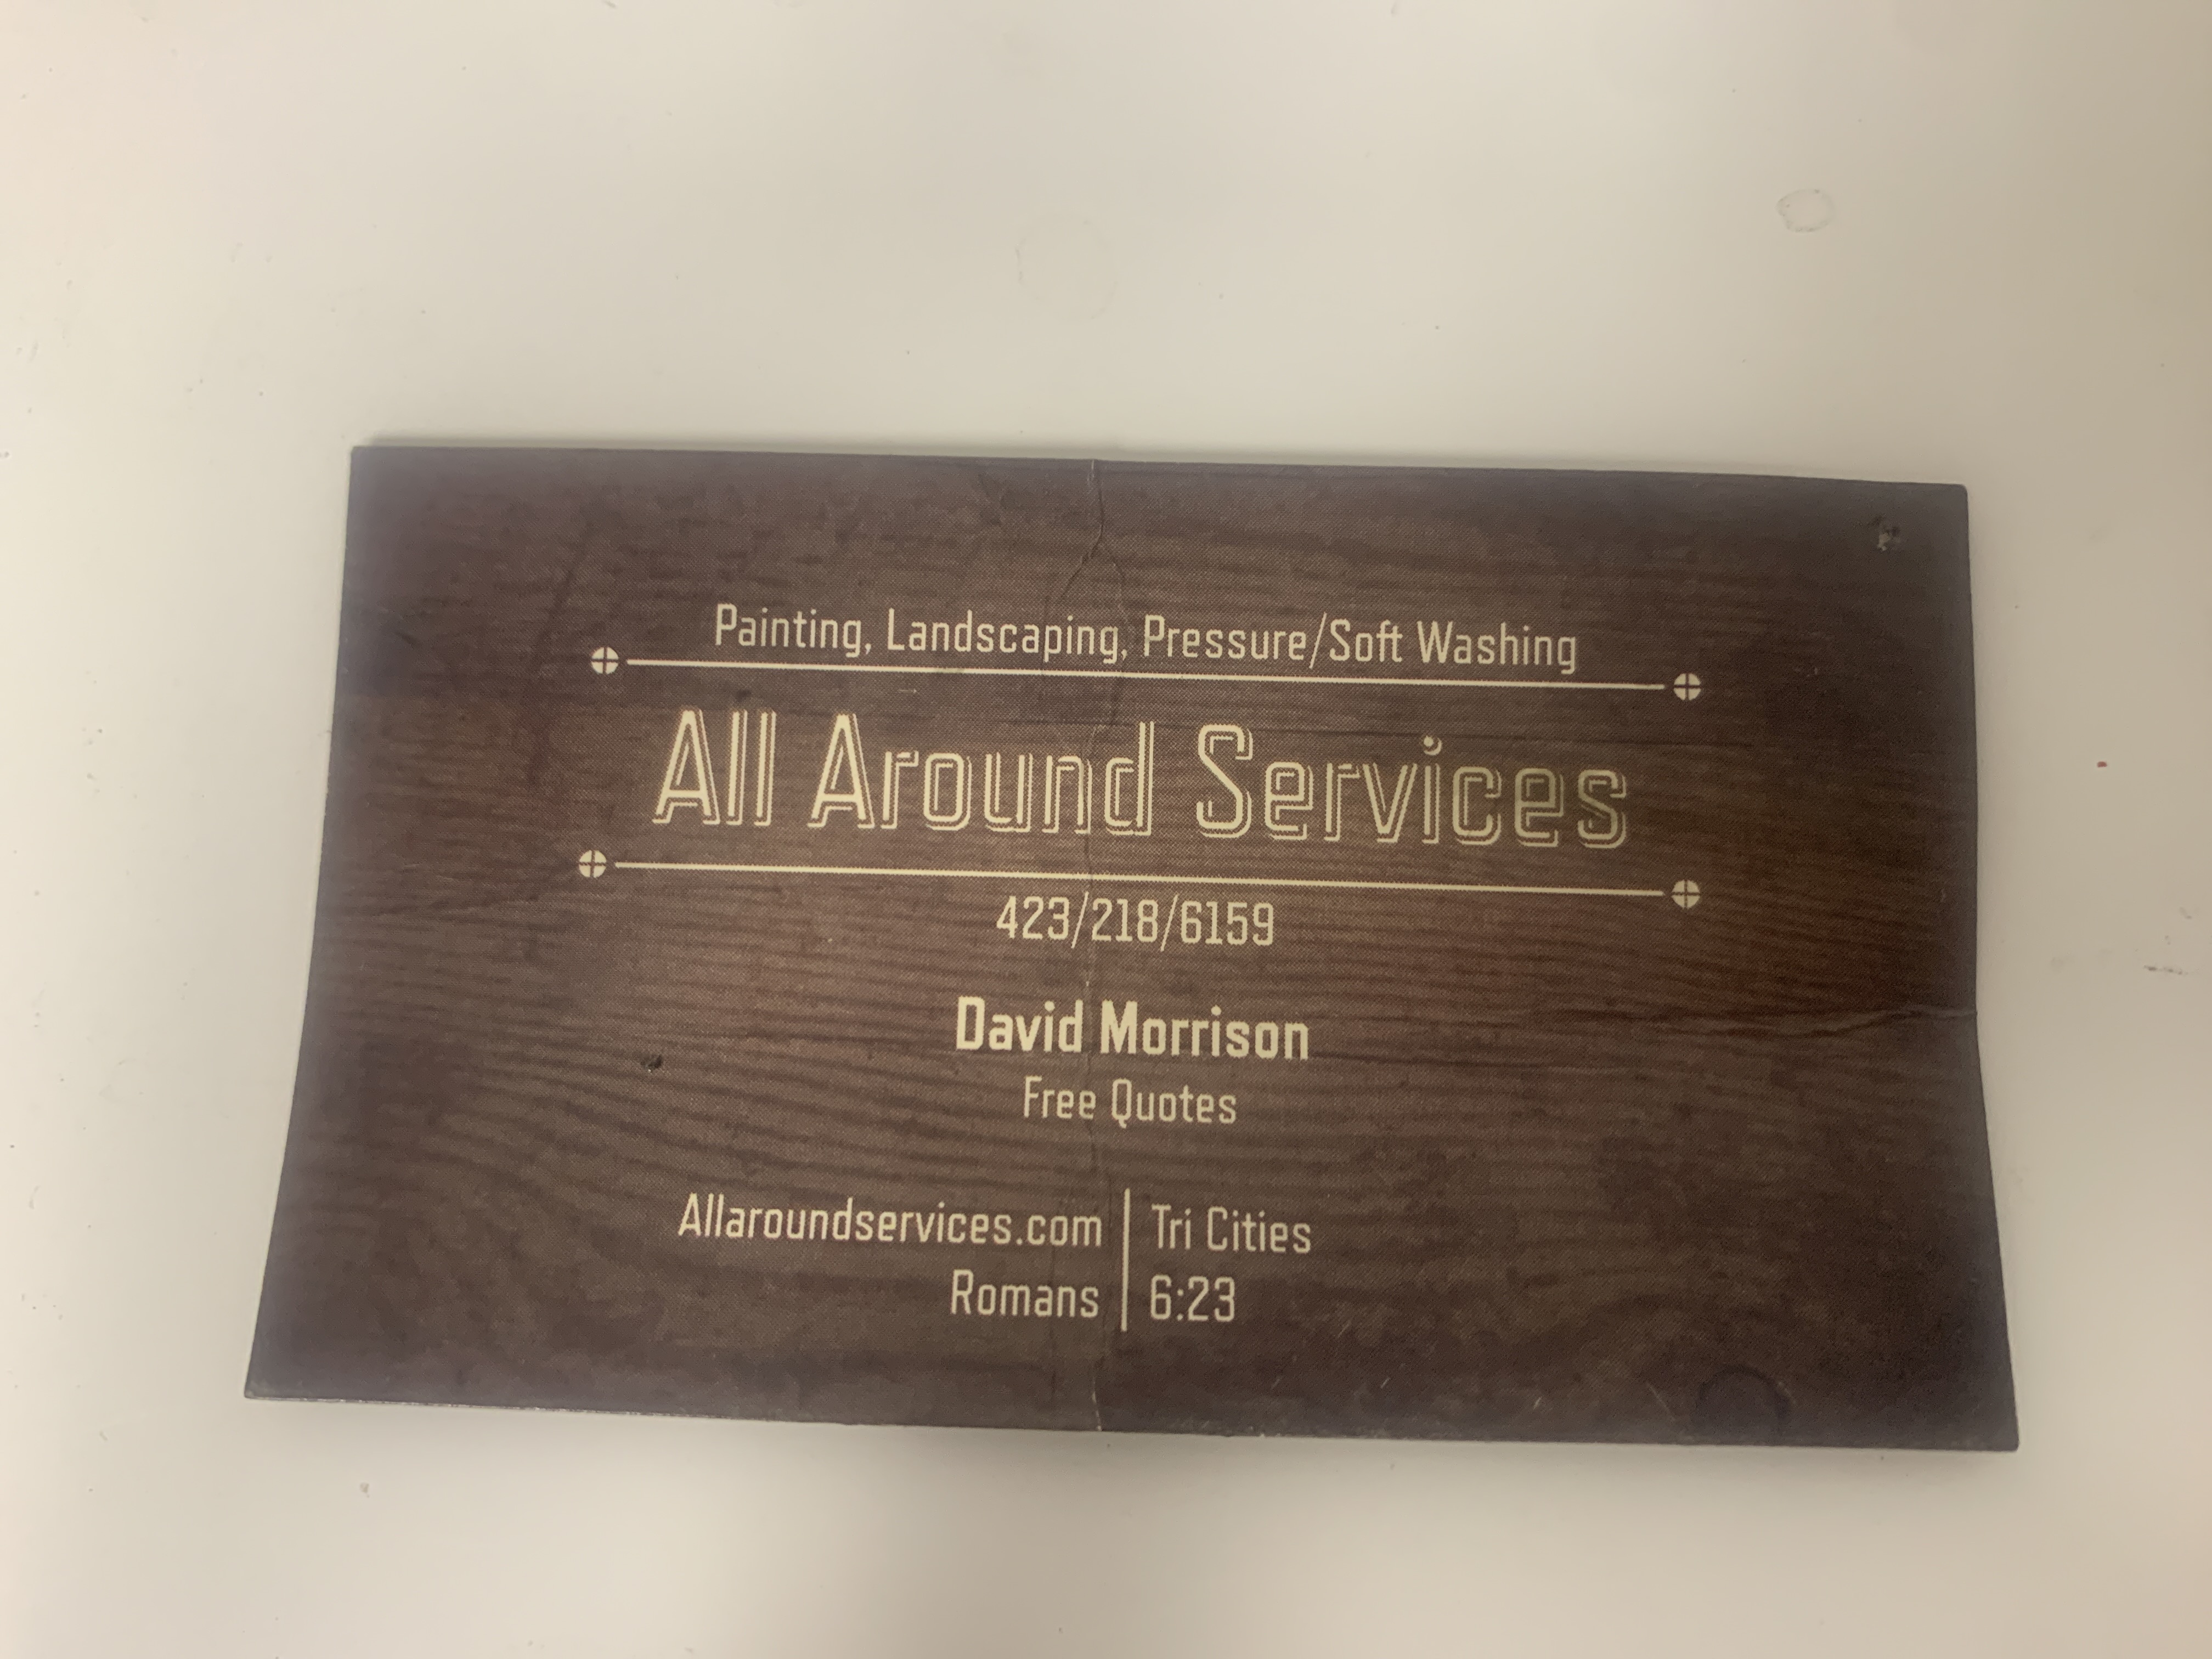 Painting, Landscaping, Pressure/Soft Washing
All Around Services
423/218/6159
David Morrison
Free Quotes
Allaroundservices.com | Tri Cities
Romans | 6:23